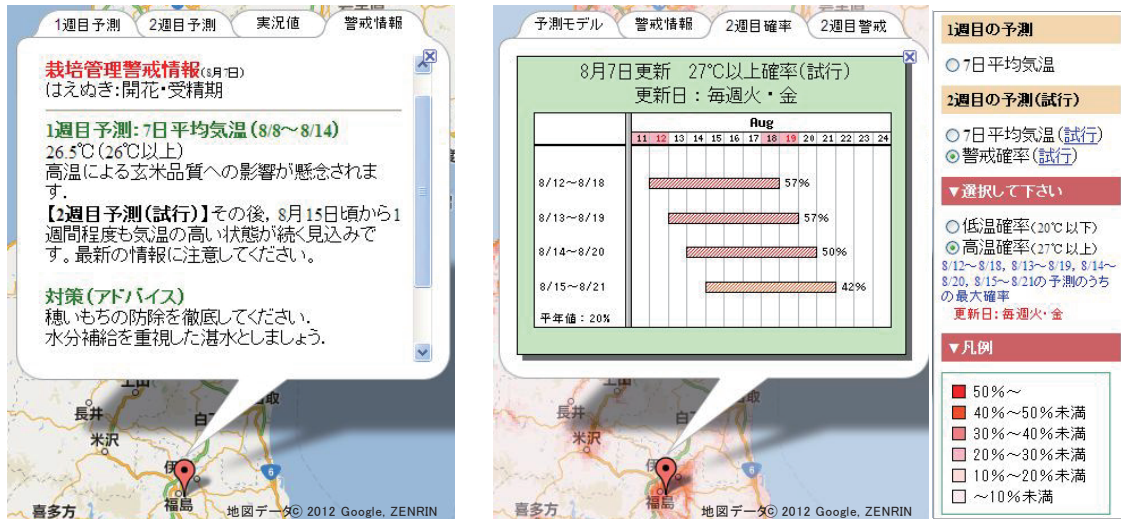 1週目予測 2週目予測 実況値 警戒情報
栽培管理警戒情報(8月7日)
はえぬき:開花・受精期
1週目予測:7日平均気温(8/8～8/14)
26.5℃(26℃以上)
高温による玄米品質への影響が懸念されま
す.
【2週目予測(試行)】その後, 8月15日頃から1
週間程度も気温の高い状態が続く見込みで
す。最新の情報に注意してください。
対策(アドバイス)
穂いもちの防除を徹底してください.
水分補給を重視した湛水としましょう.
上山
長井
米沢
福島
喜多方
6
地図データ© 2012 Google, ZENRIN
予測モデル 警戒情報 2週目確率 2週目警戒
8月7日更新 27℃以上確率(試行)
更新日:毎週火・金
Aug
11 12 13 14 15 16 17 18 19 20 21 22 23 24
8/12～8/18 57%
8/13～8/19 57%
8/14～8/20 50%
8/15～8/21 42%
平年値:20%
長井
米沢
福島
喜多方
6
地図データ© 2012 Google, ZENRIN
1週目の予測
7日平均気温
2週目の予測(試行)
7日平均気温(試行)
警戒確率(試行)
▼選択して下さい
低温確率(20℃以下)
高温確率(27℃以上)
8/12～8/18, 8/13～8/19, 8/14～
8/20, 8/15～8/21の予測のうち
の最大確率
更新日:毎週火・金
▼凡例
50%～
40%～50%未満
30%～40%未満
20%～30%未満
10%～20%未満
～10%未満